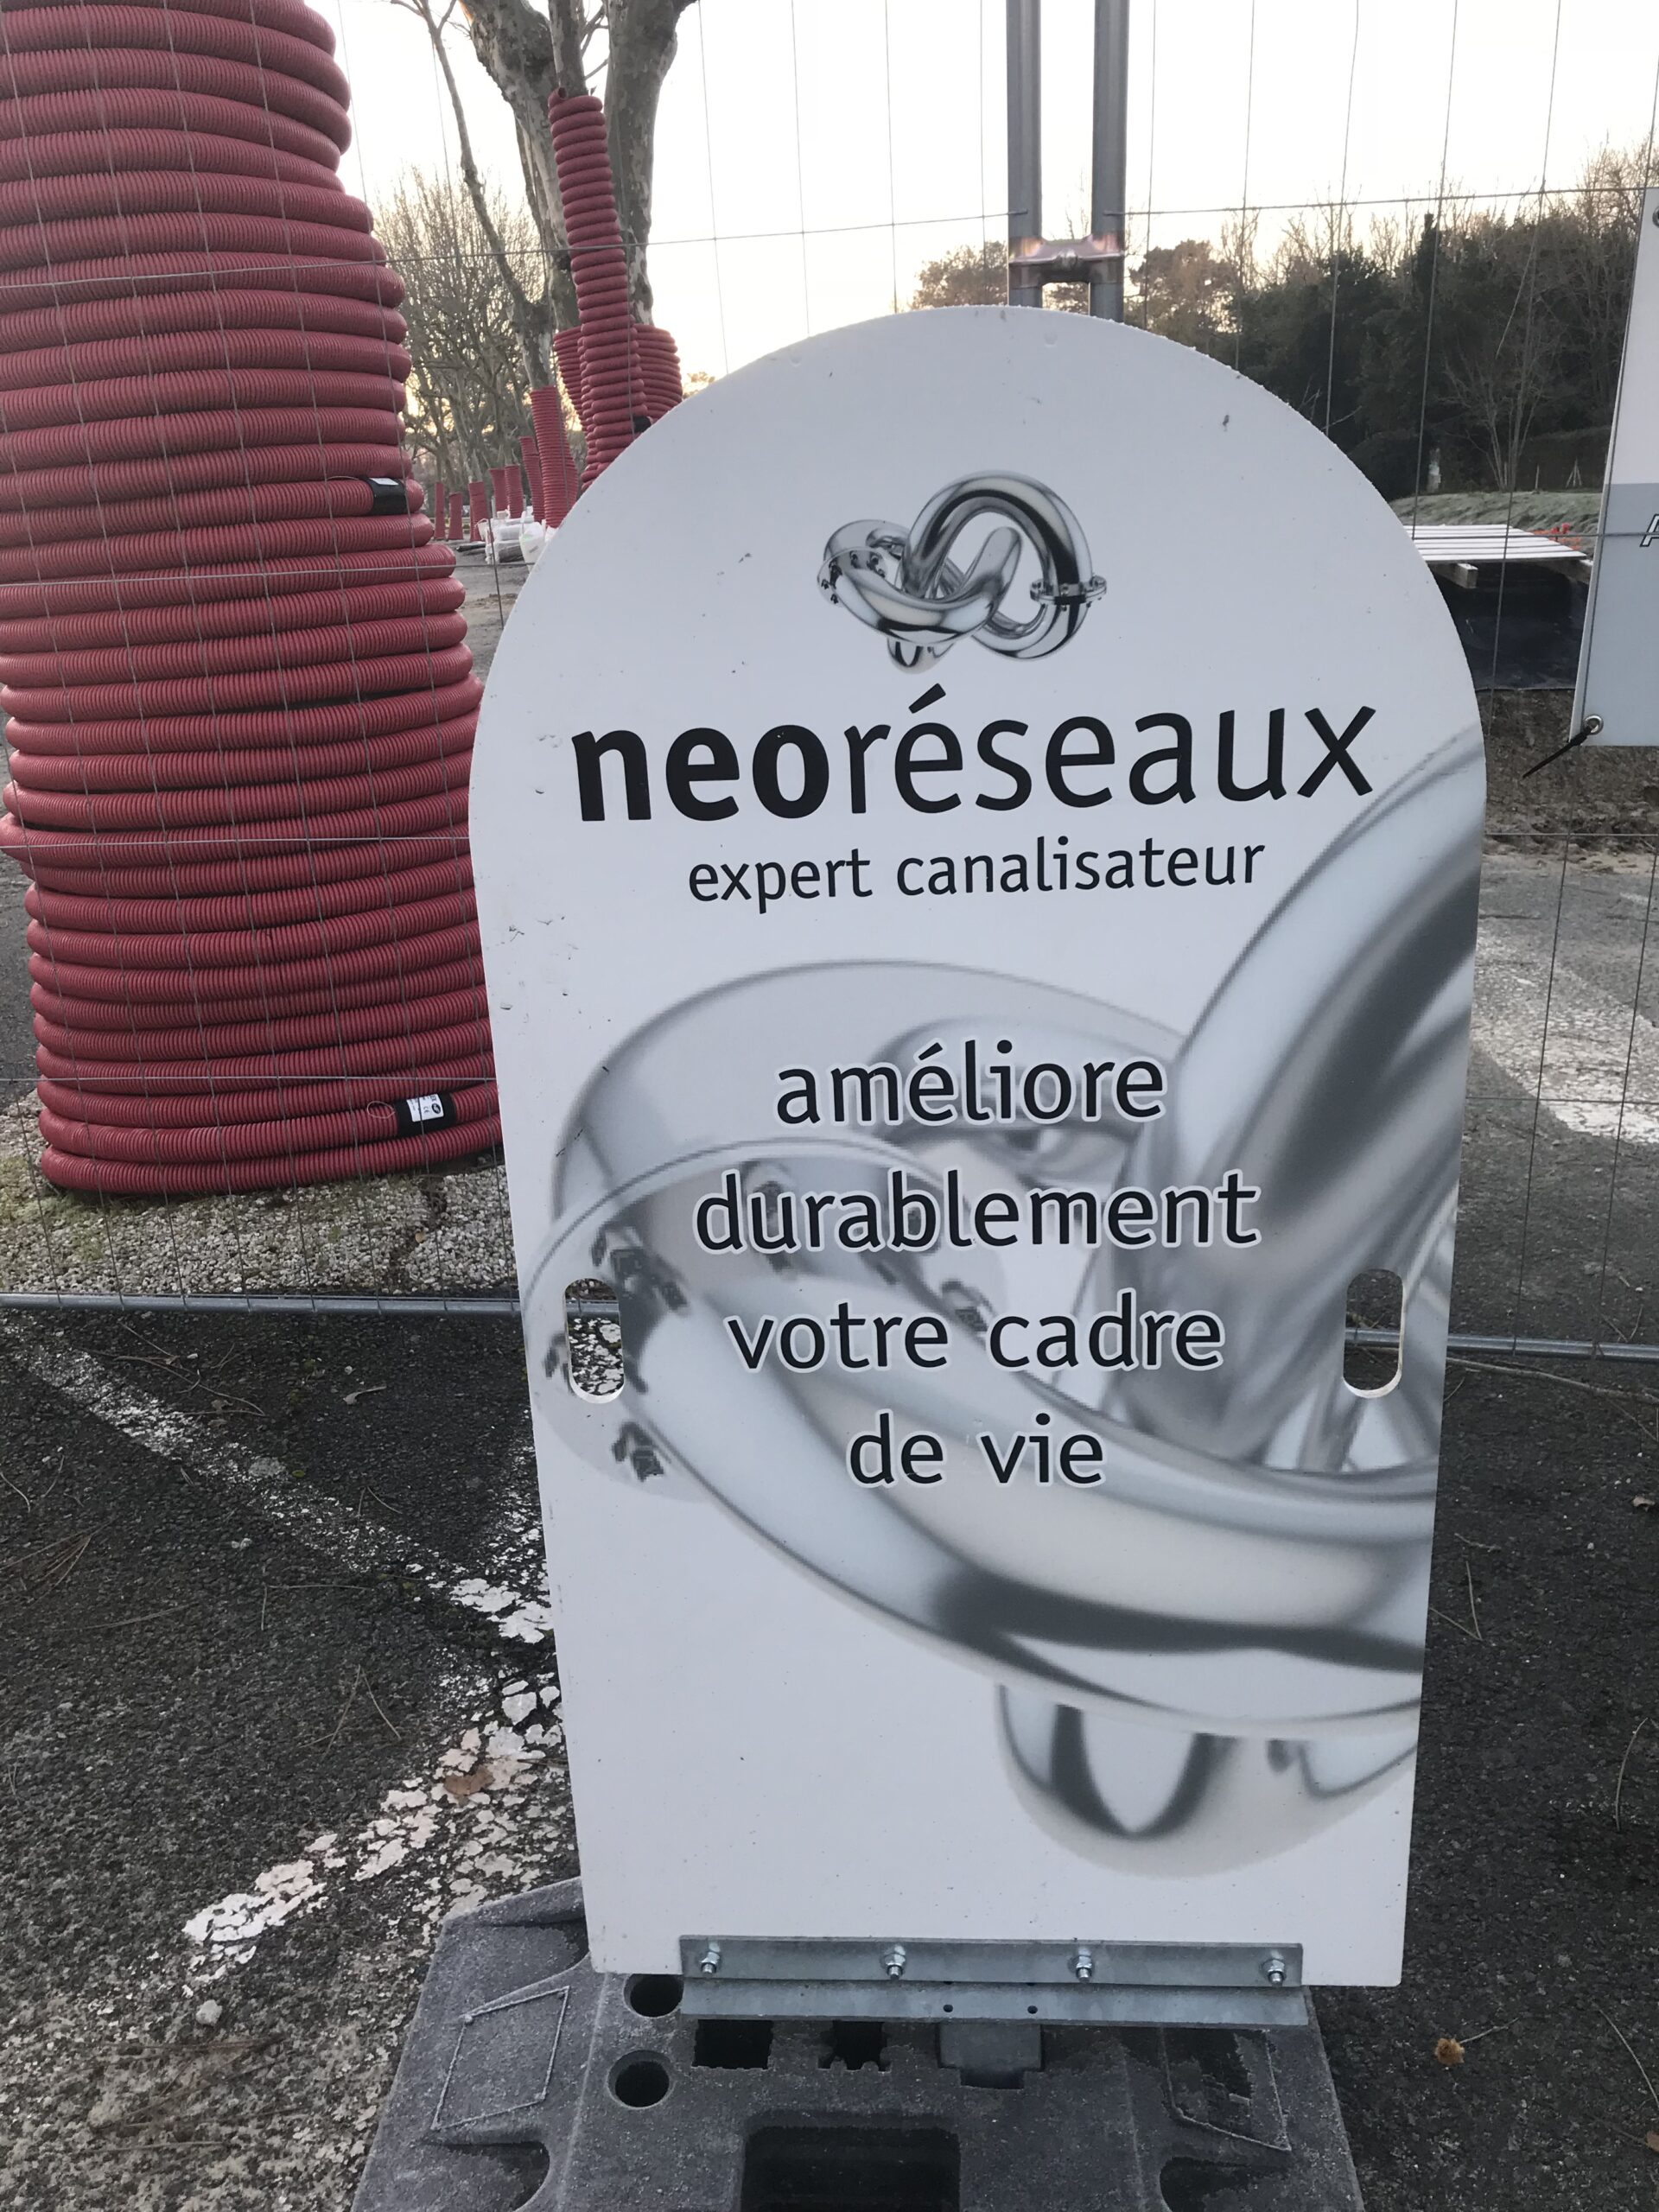 neoréseaux
expert canalisateur
améliore
durablement
votre cadre
de vie